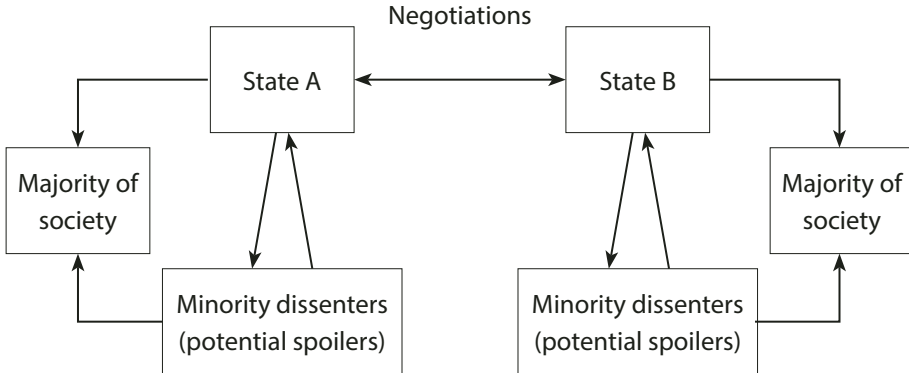 Negotiations
State A
State B
Majority of
society
Majority of
society
Minority dissenters
(potential spoilers)
Minority dissenters
(potential spoilers)